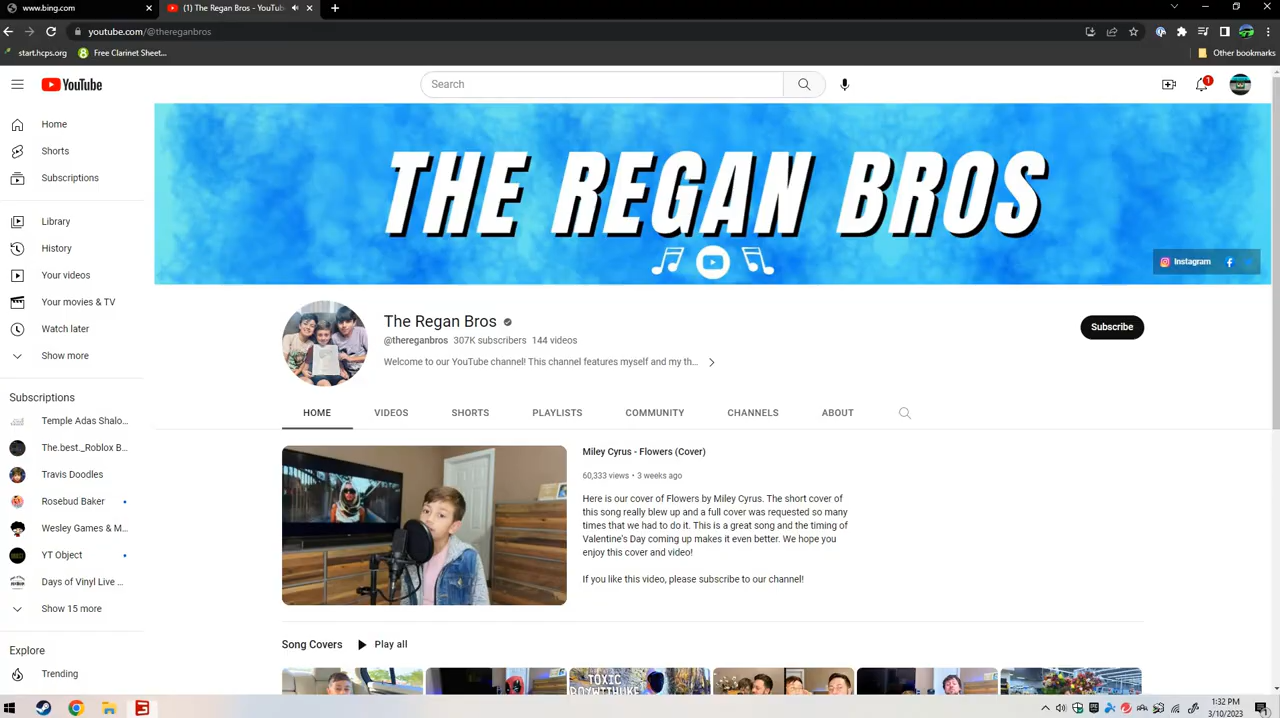 www.bing.com
(1) The Regan Bros - YouTub
youtube.com/@thereganbros
start.hcps.org
Free Clarinet Sheet...
Other bookmarks
YouTube
Search
1
Home
Shorts
Subscriptions
Library
History
Your videos
Your movies & TV
Watch later
Show more
Subscriptions
Temple Adas Shalo...
The.best._Roblox B...
Travis Doodles
Rosebud Baker
Wesley Games & M...
YT Object
Days of Vinyl Live ...
Show 15 more
Explore
Trending
THE REGAN BROS
Instagram
The Regan Bros
@thereganbros 307K subscribers 144 videos
Welcome to our YouTube channel! This channel features myself and my th...
Subscribe
HOME VIDEOS SHORTS PLAYLISTS COMMUNITY CHANNELS ABOUT
Miley Cyrus - Flowers (Cover)
60,333 views • 3 weeks ago
Here is our cover of Flowers by Miley Cyrus. The short cover of
this song really blew up and a full cover was requested so many
times that we had to do it. This is a great song and the timing of
Valentine's Day coming up makes it even better. We hope you
enjoy this cover and video!
If you like this video, please subscribe to our channel!
Song Covers Play all
TOXIC
BOYWITHUKE
1:32 PM
3/10/2023